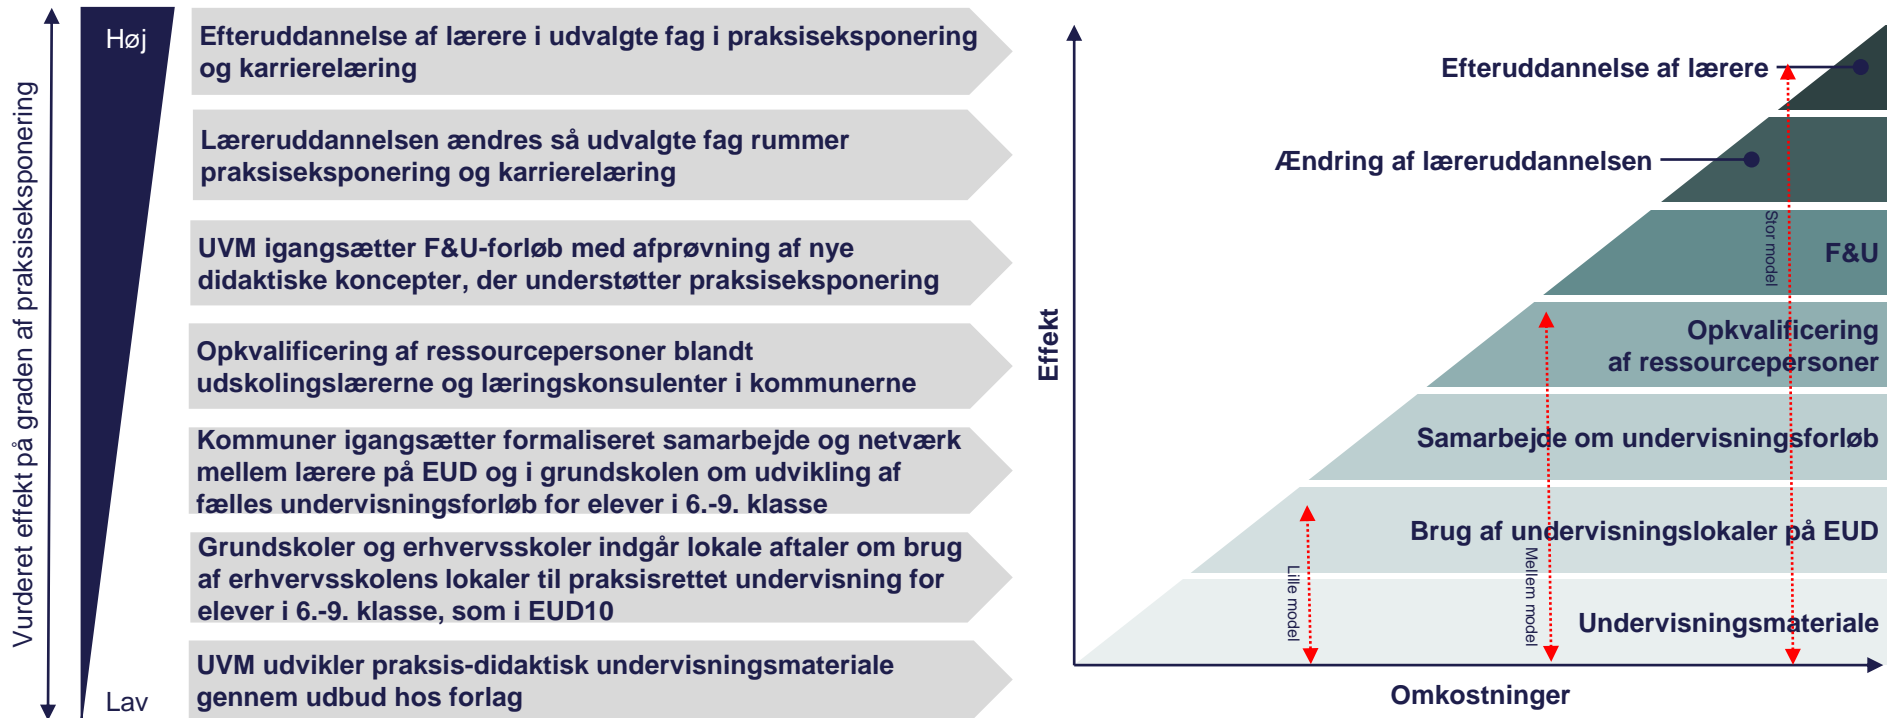 Vurderet effekt på graden af praksiseksponering
Høj
Lav
Efteruddannelse af lærere i udvalgte fag i praksiseksponering
og karrierelæring
Læreruddannelsen ændres så udvalgte fag rummer
praksiseksponering og karrierelæring
UVM igangsætter F&U-forløb med afprøvning af nye
didaktiske koncepter, der understøtter praksiseksponering
Opkvalificering af ressourcepersoner blandt
udskolingslærerne og læringskonsulenter i kommunerne
Kommuner igangsætter formaliseret samarbejde og netværk
mellem lærere på EUD og i grundskolen om udvikling af
fælles undervisningsforløb for elever i 6.-9. klasse
Grundskoler og erhvervsskoler indgår lokale aftaler om brug
af erhvervsskolens lokaler til praksisrettet undervisning for
elever i 6.-9. klasse, som i EUD10
UVM udvikler praksis-didaktisk undervisningsmateriale
gennem udbud hos forlag
Effekt
Efteruddannelse af lærere
Ændring af læreruddannelsen
F&U
Opkvalificering
af ressourcepersoner
Samarbejde om undervisningsforløb
Brug af undervisningslokaler på EUD
Undervisningsmateriale
Lille model
Mellem model
Stor model
Omkostninger